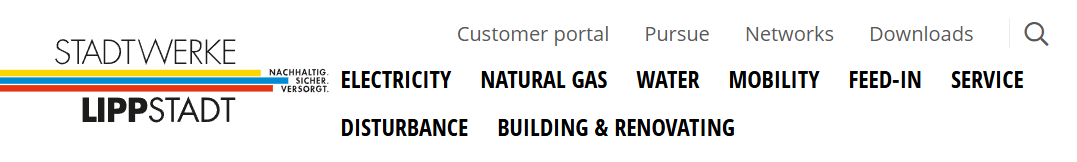 Customer portal Pursue Networks Downloads
STADTWERKE
NACHHALTIG.
SICHER.
VERSORGT.
LIPPSTADT
ELECTRICITY NATURAL GAS WATER MOBILITY FEED-IN SERVICE
DISTURBANCE BUILDING & RENOVATING